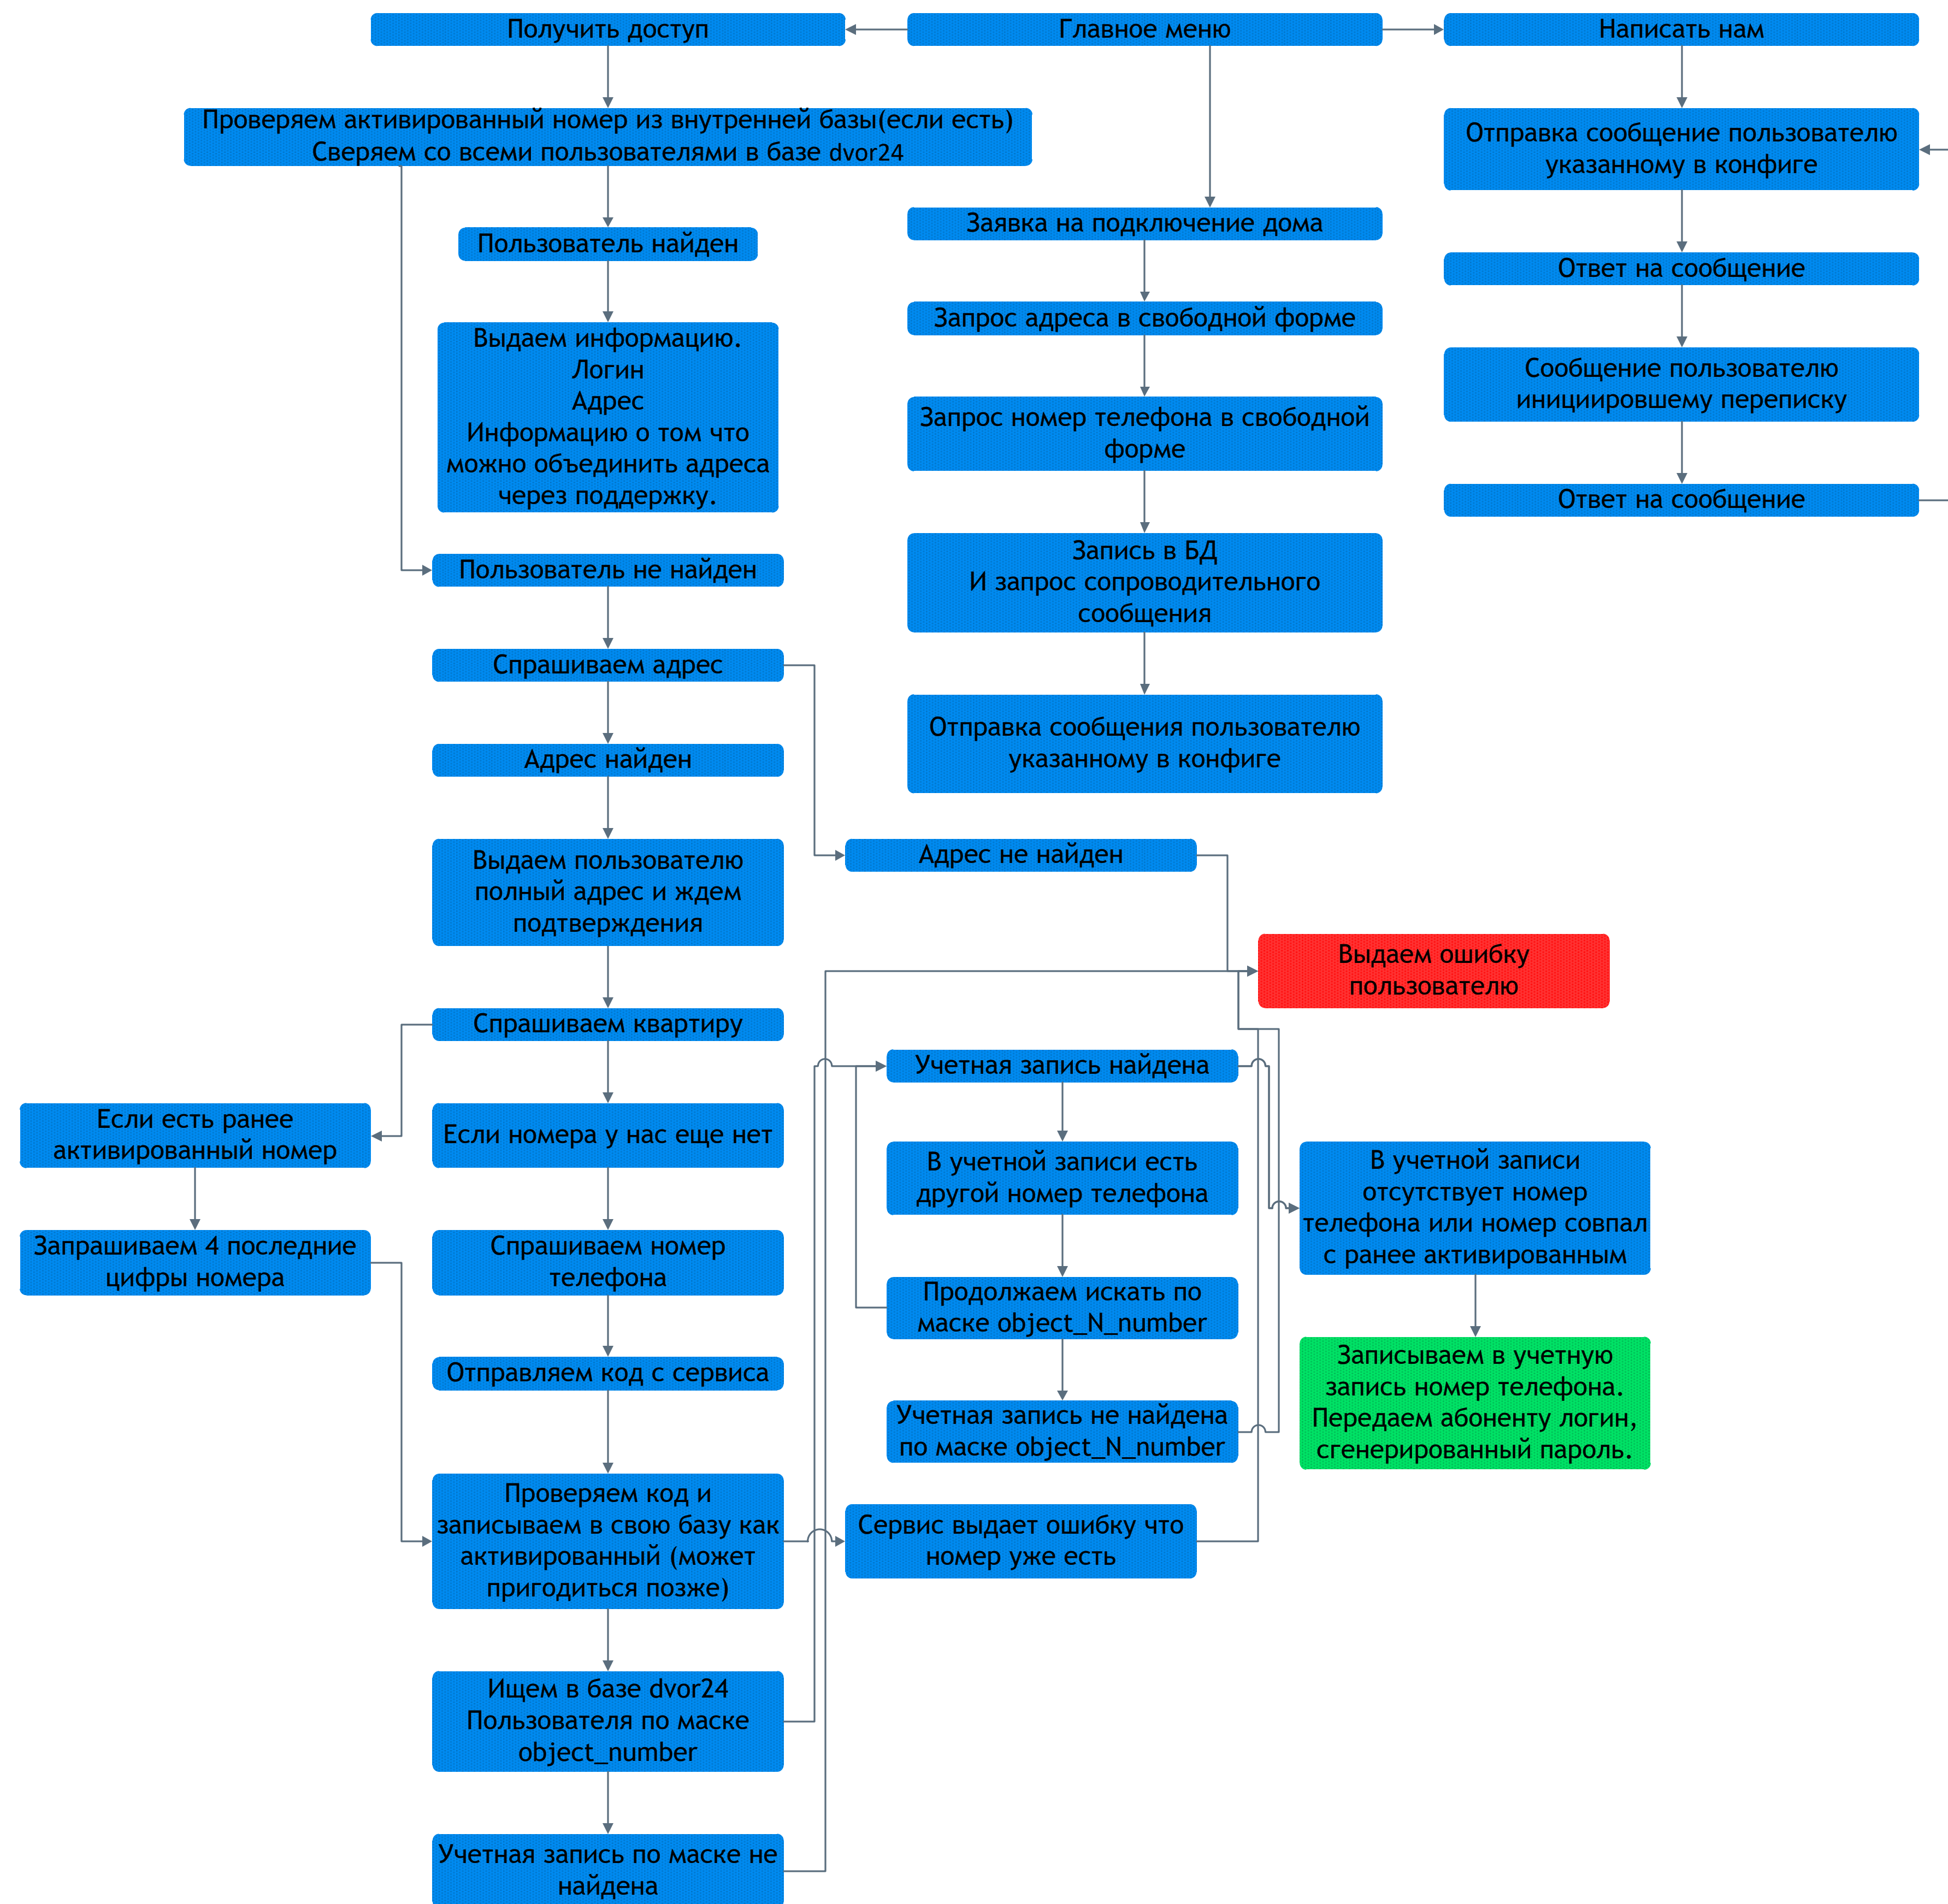 Получить доступ
Главное меню
Написать нам
Проверяем активированный номер из внутренней базы(если есть)
Сверяем со всеми пользователями в базе dvor24
Отправка сообщение пользователю
указанному в конфиге
Заявка на подключение дома
Пользователь найден
Ответ на сообщение
Запрос адреса в свободной форме
Выдаем информацию.
Логин
Адрес
Информацию о том что
можно объединить адреса
через поддержку.
Сообщение пользователю
инициировшему переписку
Запрос номер телефона в свободной
форме
Ответ на сообщение
Запись в БД
И запрос сопроводительного
сообщения
Пользователь не найден
Спрашиваем адрес
Отправка сообщения пользователю
указанному в конфиге
Адрес найден
Выдаем пользователю
полный адрес и ждем
подтверждения
Адрес не найден
Выдаем ошибку
пользователю
Спрашиваем квартиру
Учетная запись найдена
Если есть ранее
активированный номер
Если номера у нас еще нет
В учетной записи есть
другой номер телефона
В учетной записи
отсутствует номер
телефона или номер совпал
с ранее активированным
Запрашиваем 4 последние
цифры номера
Спрашиваем номер
телефона
Продолжаем искать по
маске object_N_number
Записываем в учетную
запись номер телефона.
Передаем абоненту логин,
сгенерированный пароль.
Отправляем код с сервиса
Учетная запись не найдена
по маске object_N_number
Проверяем код и
записываем в свою базу как
активированный (может
пригодиться позже)
Сервис выдает ошибку что
номер уже есть
Ищем в базе dvor24
Пользователя по маске
object_number
Учетная запись по маске не
найдена